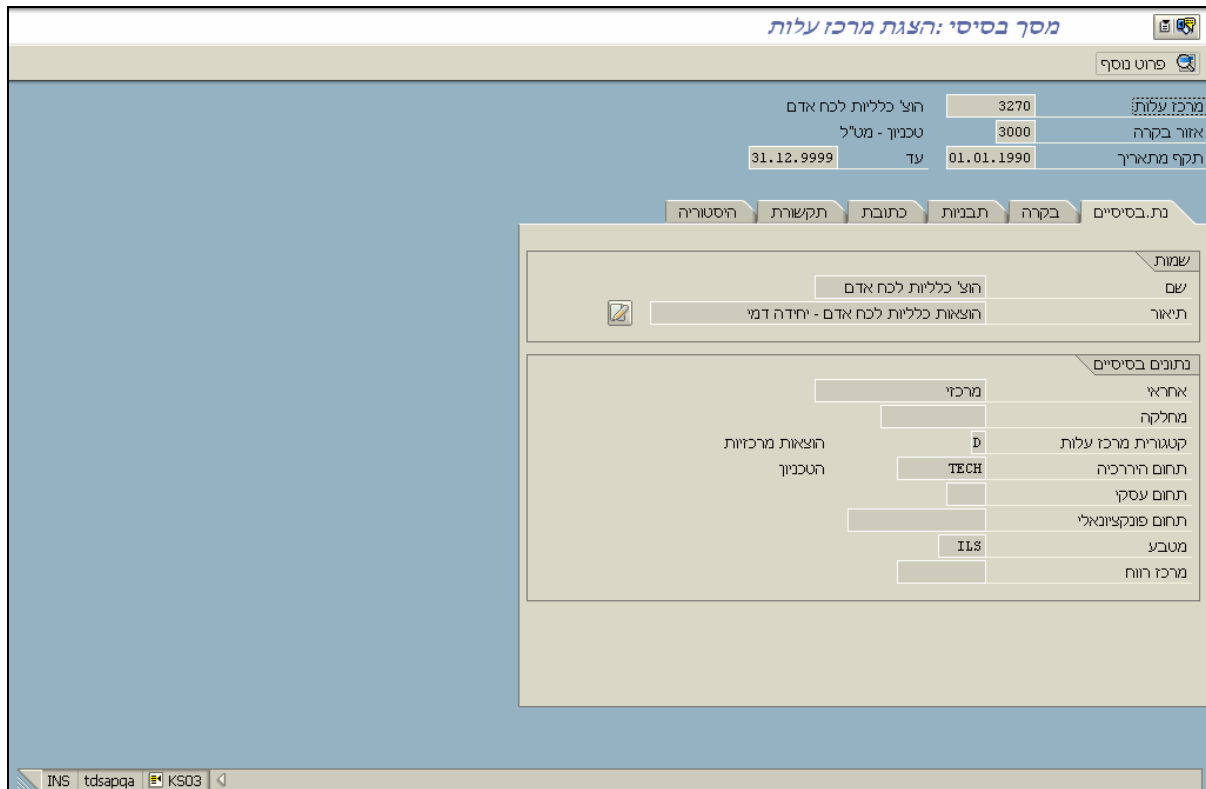 מסך בסיסי :הצגת מרכז עלות
פרוט נוסף
מרכז עלות 3270 הוצ' כלליות לכח אדם
אזור בקרה 3000 טכניון - מט"ל
תקף מתאריך 01.01.1990 עד 31.12.9999
נת.בסיסיים בקרה תבניות כתובת תקשורת היסטוריה
שמות
שם הוצ' כלליות לכח אדם
תיאור הוצאות כלליות לכח אדם - יחידה דמי
נתונים בסיסיים
אחראי מרכזי
מחלקה
קטגורית מרכז עלות D הוצאות מרכזיות
תחום היררכיה TECH הטכניון
תחום עסקי
תחום פונקציונאלי
מטבע ILS
מרכז רווח
INS tdsapqa KS03